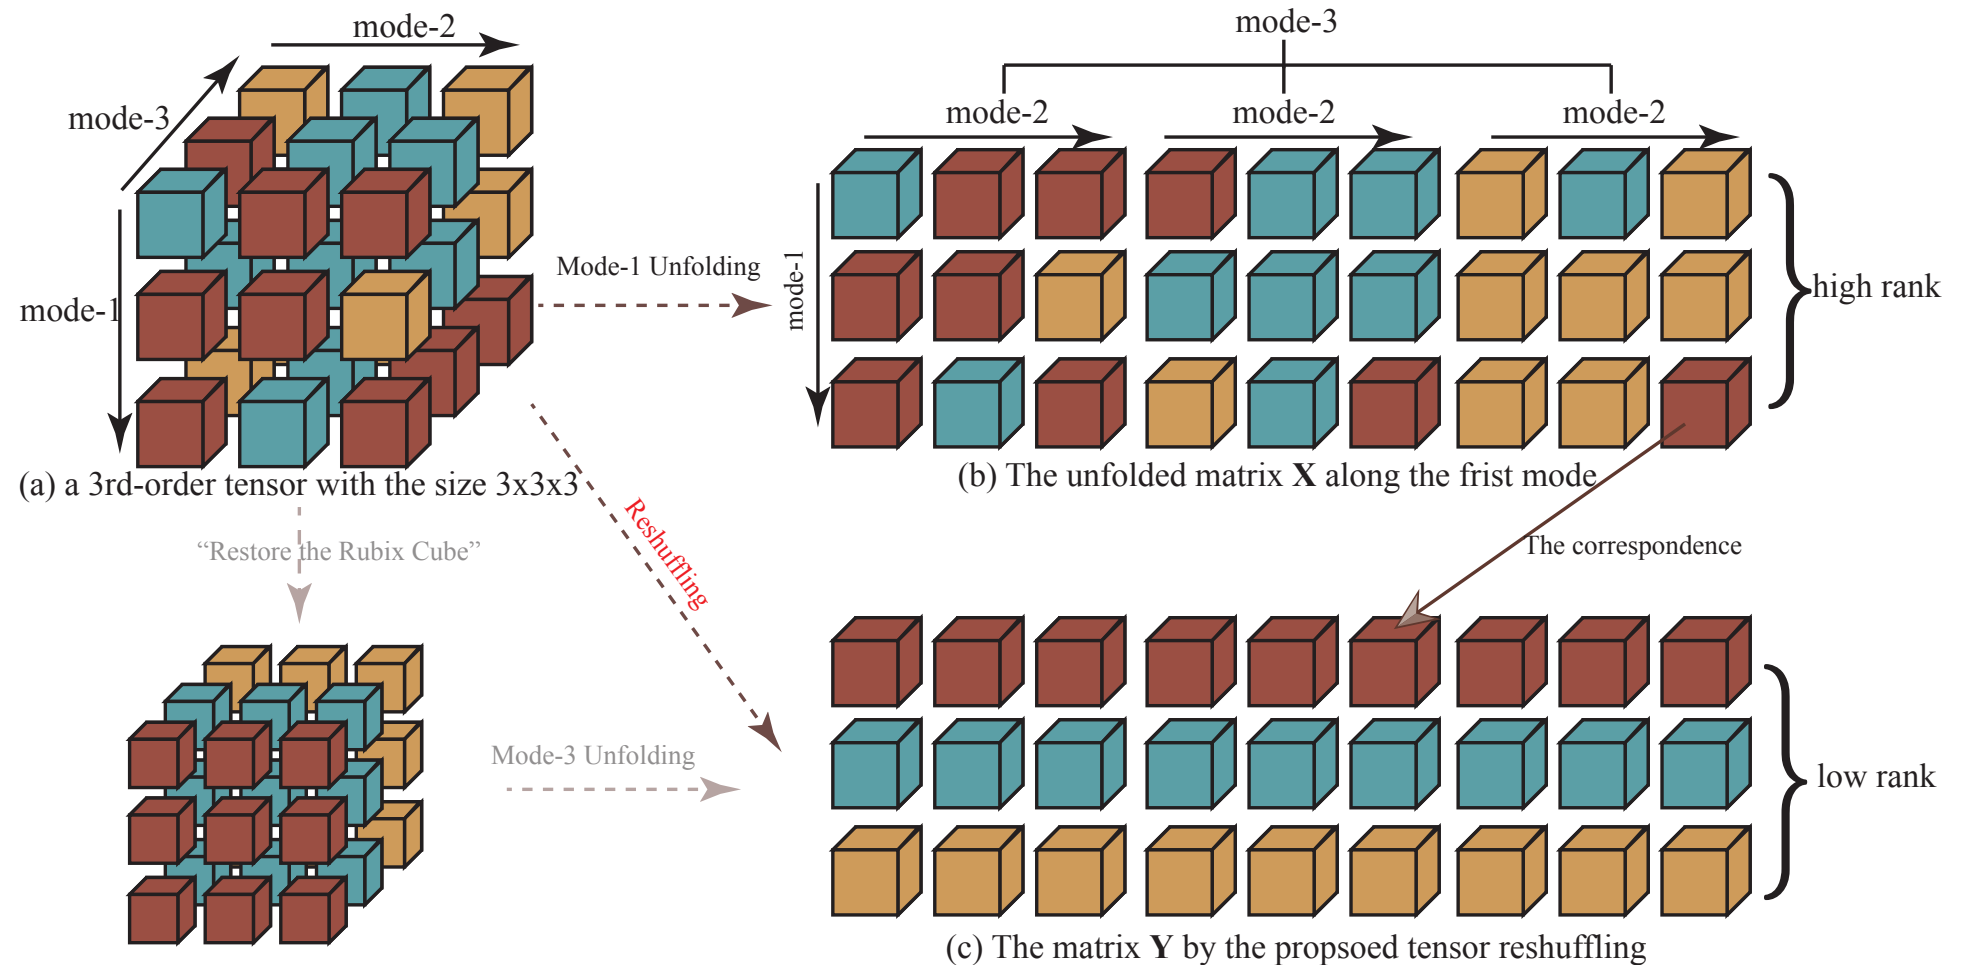 mode-2
mode-3
mode-1
(a) a 3rd-order tensor with the size 3x3x3
Mode-1 Unfolding
mode-3
mode-2
mode-2
mode-2
mode-1
high rank
(b) The unfolded matrix X along the frist mode
Reshuffling
“Restore the Rubix Cube”
The correspondence
Mode-3 Unfolding
low rank
(c) The matrix Y by the propsoed tensor reshuffling